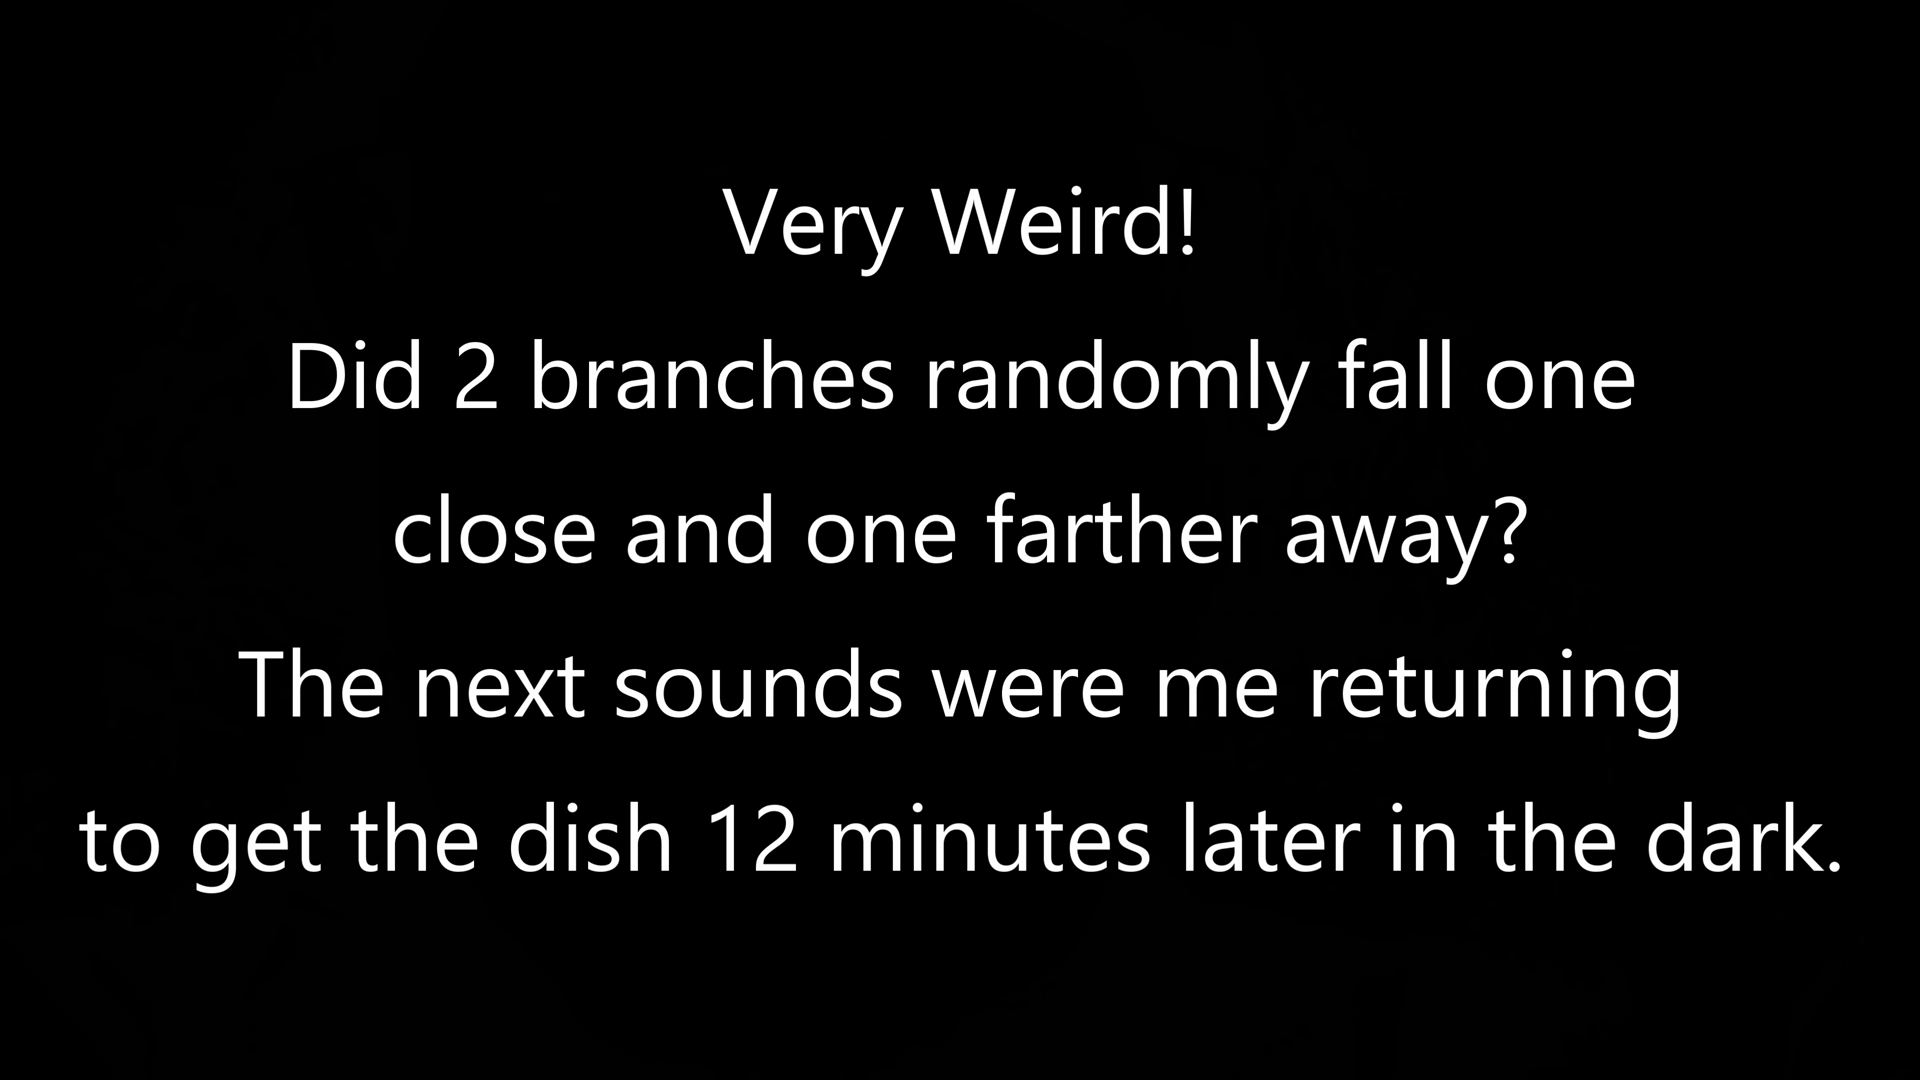 Very Weird!
Did 2 branches randomly fall one
close and one farther away?
The next sounds were me returning
to get the dish 12 minutes later in the dark.